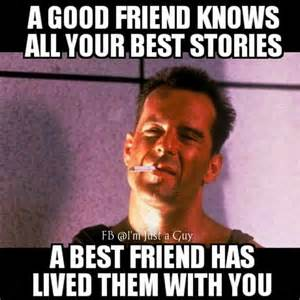 A GOOD FRIEND KNOWS
ALL YOUR BEST STORIES
FB @I'm Just a Guy
A BEST FRIEND HAS
LIVED THEM WITH YOU